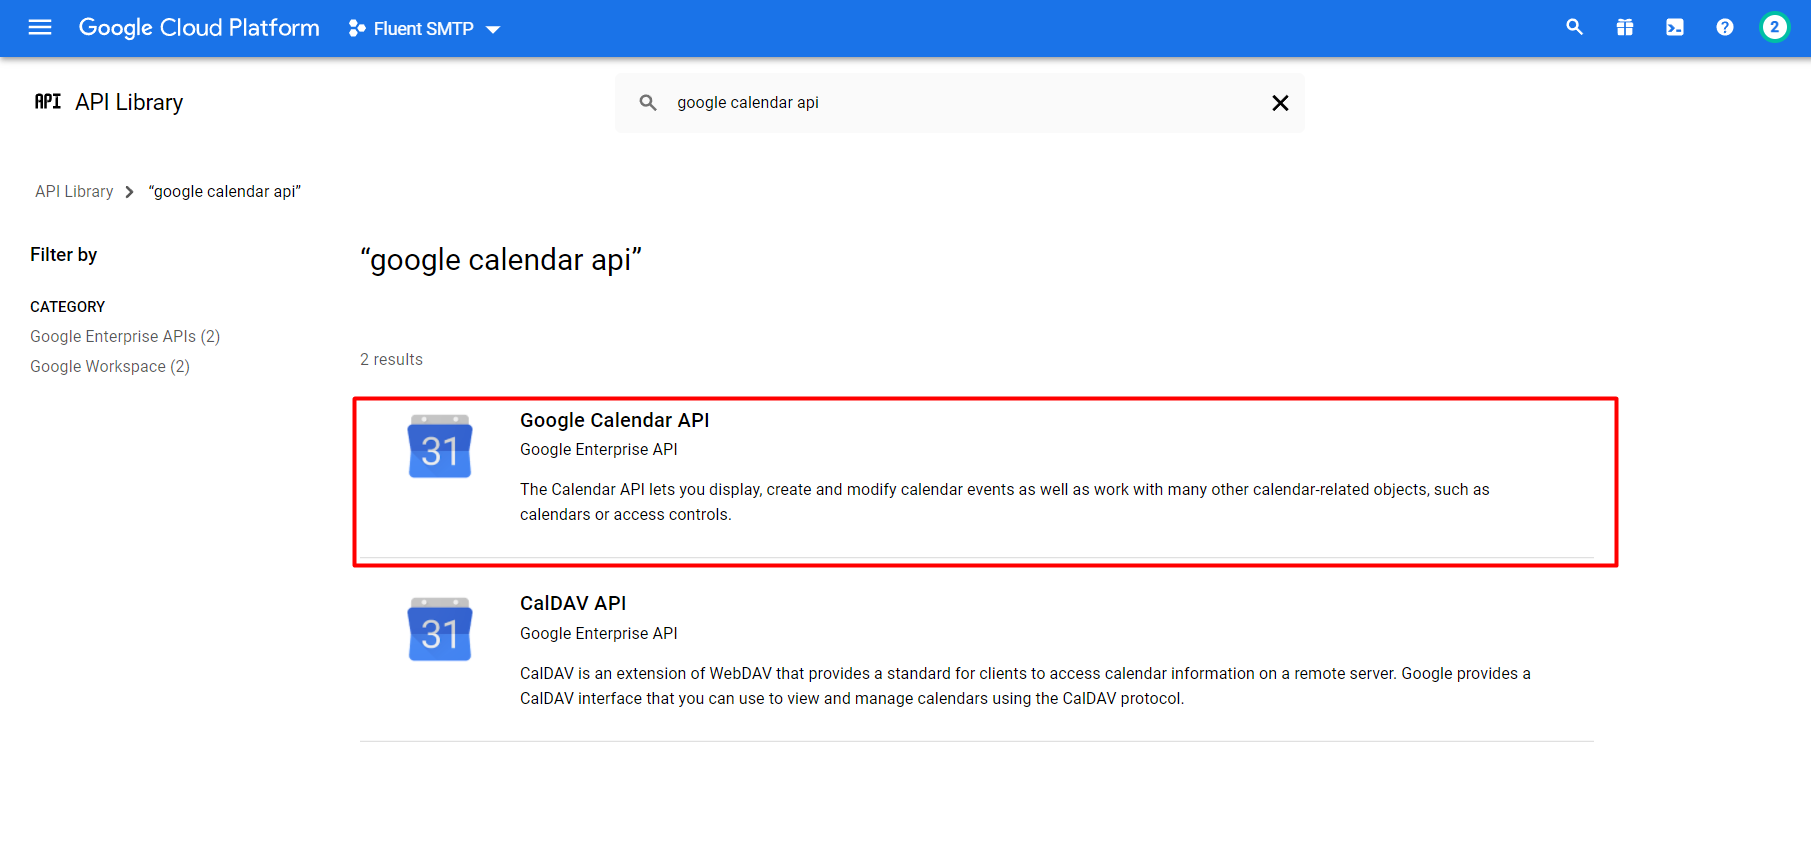 Google Cloud Platform
Fluent SMTP
2
API API Library
google calendar api
API Library
“google calendar api”
Filter by
“google calendar api”
CATEGORY
Google Enterprise APIs (2)
Google Workspace (2)
2 results
31
Google Calendar API
Google Enterprise API
The Calendar API lets you display, create and modify calendar events as well as work with many other calendar-related objects, such as
calendars or access controls.
31
CalDAV API
Google Enterprise API
CalDAV is an extension of WebDAV that provides a standard for clients to access calendar information on a remote server. Google provides a
CalDAV interface that you can use to view and manage calendars using the CalDAV protocol.